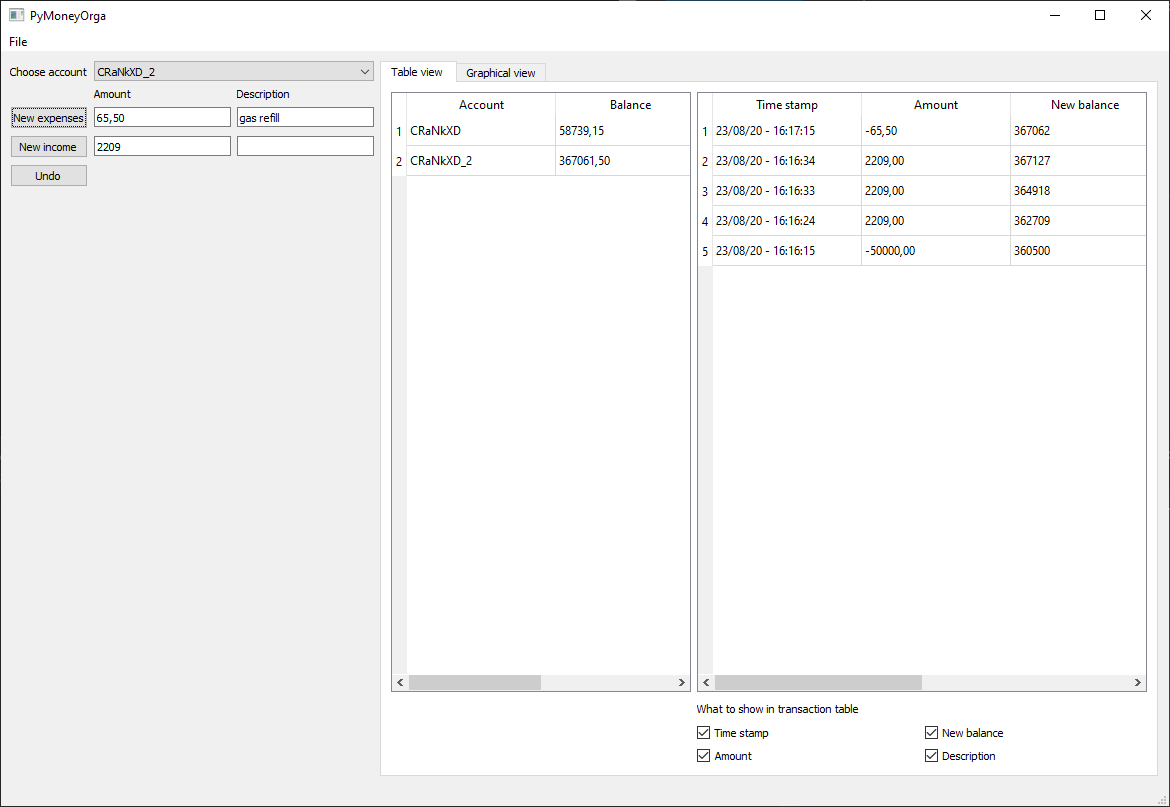 PyMoneyOrga
File
Choose account CRaNkXD_2
Amount Description
New expenses 65,50 gas refill
New income 2209
Undo
Table view Graphical view
Account Balance
1 CRaNkXD 58739,15
2 CRaNkXD_2 367061,50
Time stamp Amount New balance
1 23/08/20 - 16:17:15 -65,50 367062
2 23/08/20 - 16:16:34 2209,00 367127
3 23/08/20 - 16:16:33 2209,00 364918
4 23/08/20 - 16:16:24 2209,00 362709
5 23/08/20 - 16:16:15 -50000,00 360500
What to show in transaction table
Time stamp New balance
Amount Description